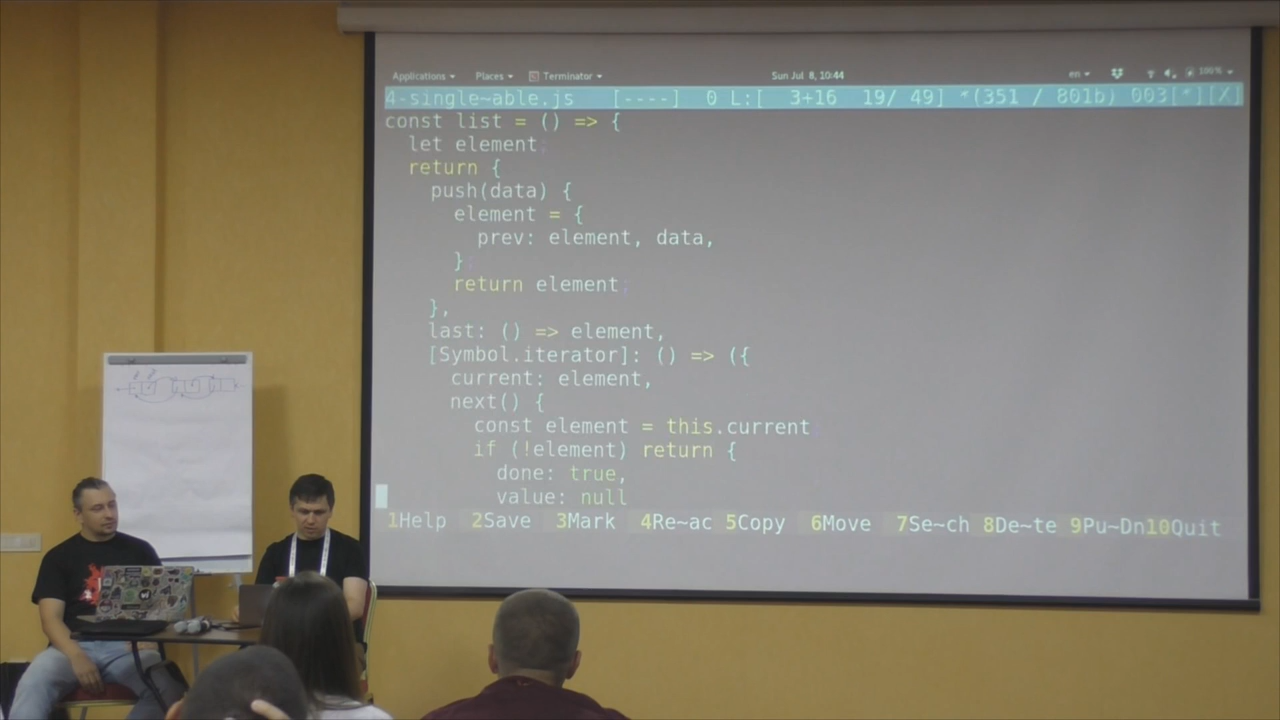 Applications Places Terminator Sun Jul 8, 10:44 en 100%
4-single~able.js [----] 0 L:[ 3+16 19/ 49] *(351 / 801b) 003[*][X]
const list = () => {
let element;
return {
push(data) {
element = {
prev: element, data,
};
return element;
},
last: () => element,
[Symbol.iterator]: () => ({
current: element,
next() {
const element = this.current;
if (!element) return {
done: true,
value: null
1Help 2Save 3Mark 4Re~ac 5Copy 6Move 7Se~ch 8De~te 9Pu~Dn 10Quit